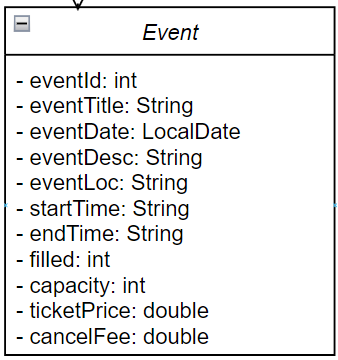 Event
- eventId: int
- eventTitle: String
- eventDate: LocalDate
- eventDesc: String
- eventLoc: String
- startTime: String
- endTime: String
- filled: int
- capacity: int
- ticketPrice: double
- cancelFee: double